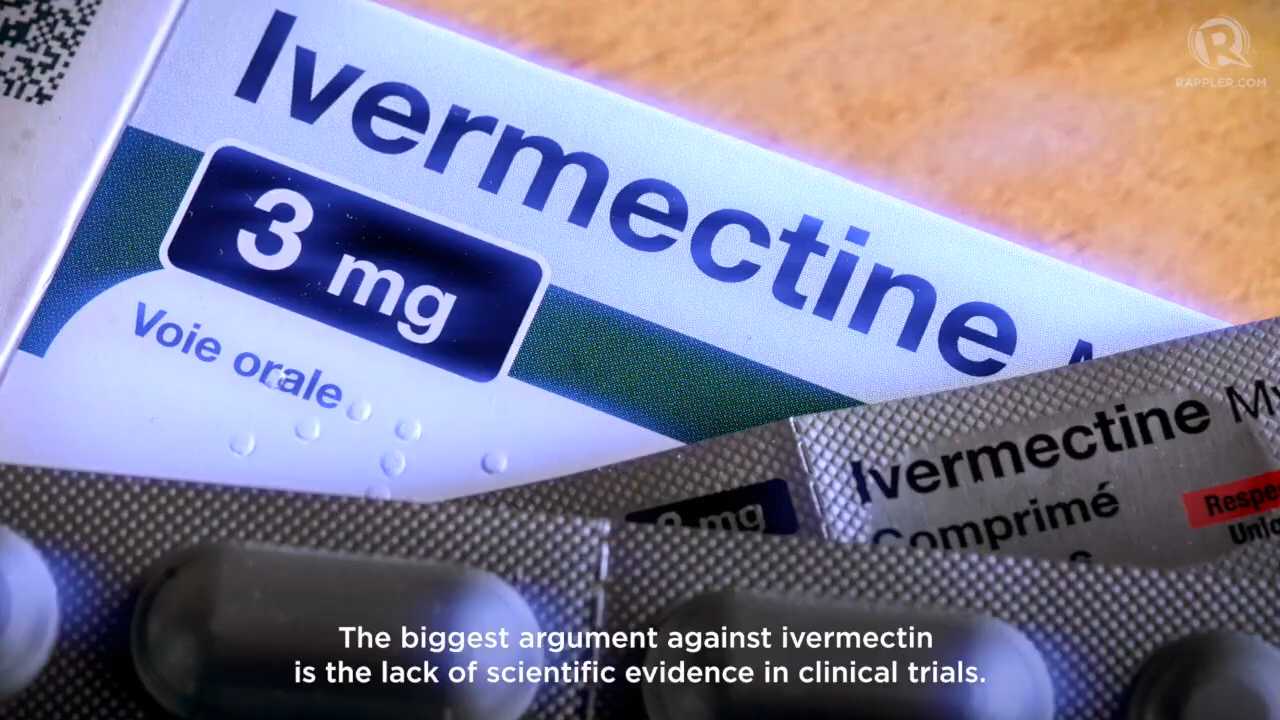 RAPPLER.COM
Ivermectine
3 mg
Voie orale
Ivermectine
Comprimé
mg
The biggest argument against ivermectin
is the lack of scientific evidence in clinical trials.